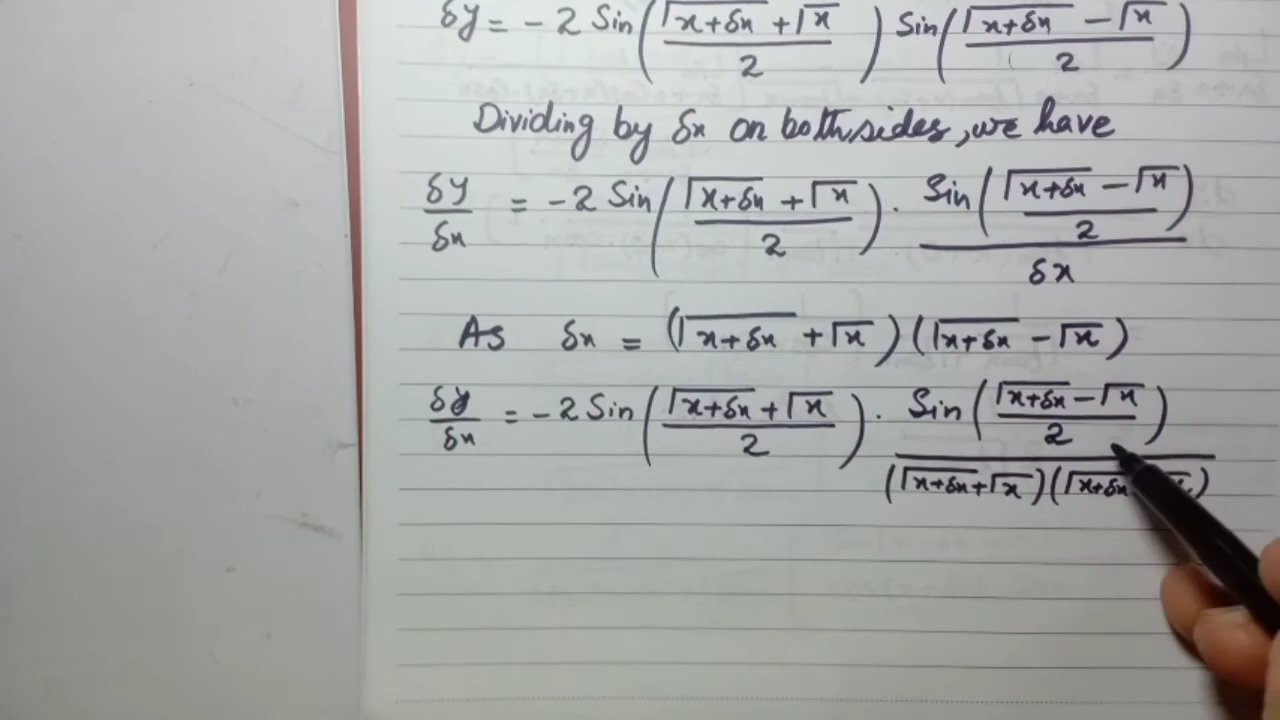 δy = -2 Sin((√(x+δx) + √x)/2) Sin((√(x+δx) - √x)/2)
Dividing by δx on both sides, we have
δy/δx = -2 Sin((√(x+δx) + √x)/2) · Sin((√(x+δx) - √x)/2)/δx
As δx = (√(x+δx) + √x)(√(x+δx) - √x)
δy/δx = -2 Sin((√(x+δx) + √x)/2) · Sin((√(x+δx) - √x)/2)/(√(x+δx) + √x)(√(x+δx)